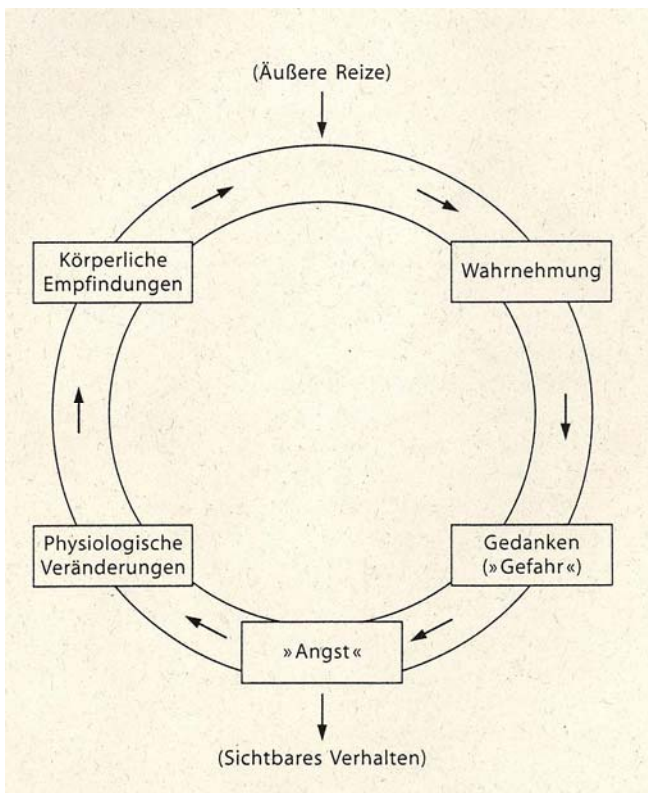 (Äußere Reize)
Körperliche
Empfindungen
Wahrnehmung
Physiologische
Veränderungen
Gedanken
(»Gefahr«)
»Angst«
(Sichtbares Verhalten)